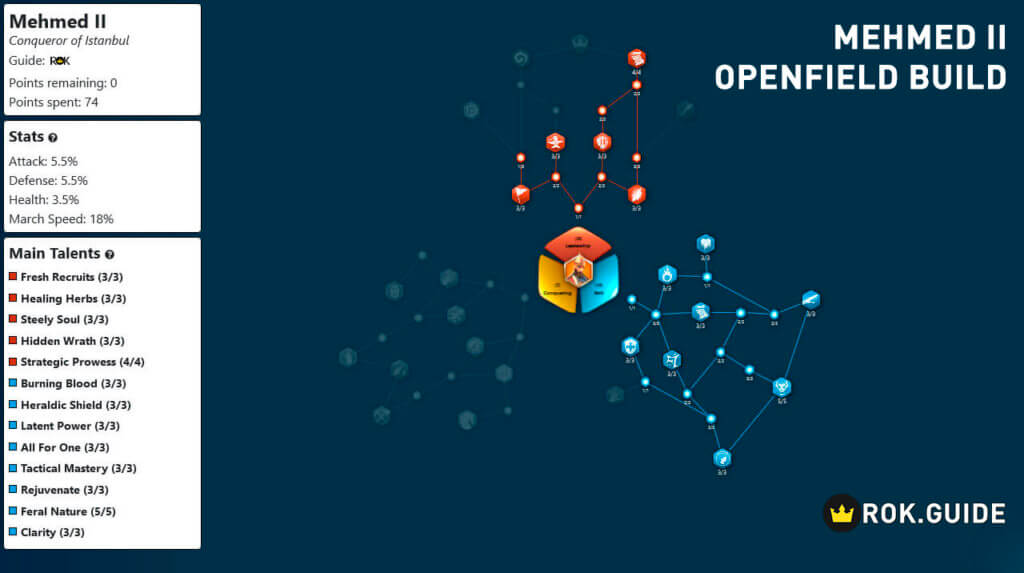 Mehmed II
Conqueror of Istanbul
Guide: ROK
Points remaining: 0
Points spent: 74
Stats
Attack: 5.5%
Defense: 5.5%
Health: 3.5%
March Speed: 18%
Main Talents
Fresh Recruits (3/3)
Healing Herbs (3/3)
Steely Soul (3/3)
Hidden Wrath (3/3)
Strategic Prowess (4/4)
Burning Blood (3/3)
Heraldic Shield (3/3)
Latent Power (3/3)
All For One (3/3)
Tactical Mastery (3/3)
Rejuvenate (3/3)
Feral Nature (5/5)
Clarity (3/3)
MEHMED II
OPENFIELD BUILD
4/4
3/3
3/3
3/3
3/3
Leadership
Conquering
Skill
3/3
3/3
3/3
3/3
3/3
3/3
5/5
3/3
ROK.GUIDE